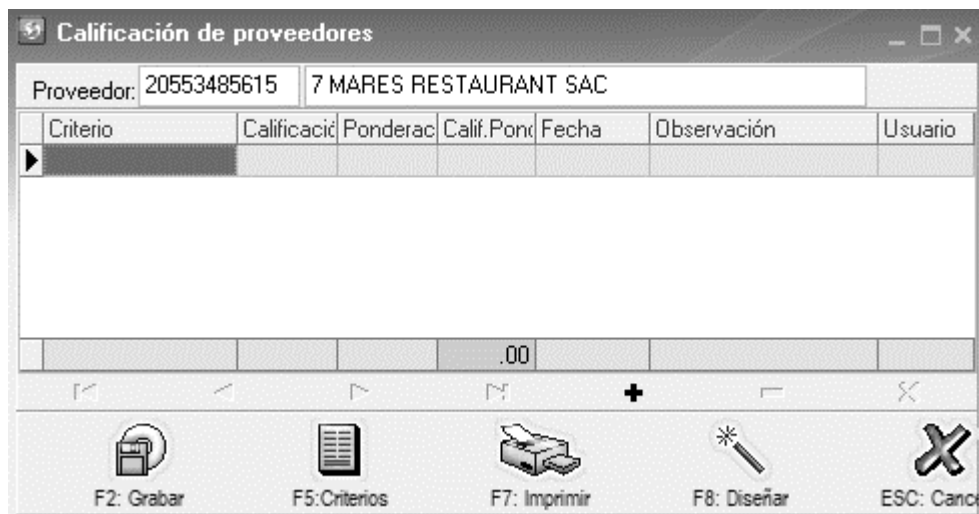 Calificación de proveedores
Proveedor: 20553485615 7 MARES RESTAURANT SAC
Criterio Calificació Ponderac Calif.Pond Fecha Observación Usuario
.00
F2: Grabar F5:Criterios F7: Imprimir F8: Diseñar ESC: Cance